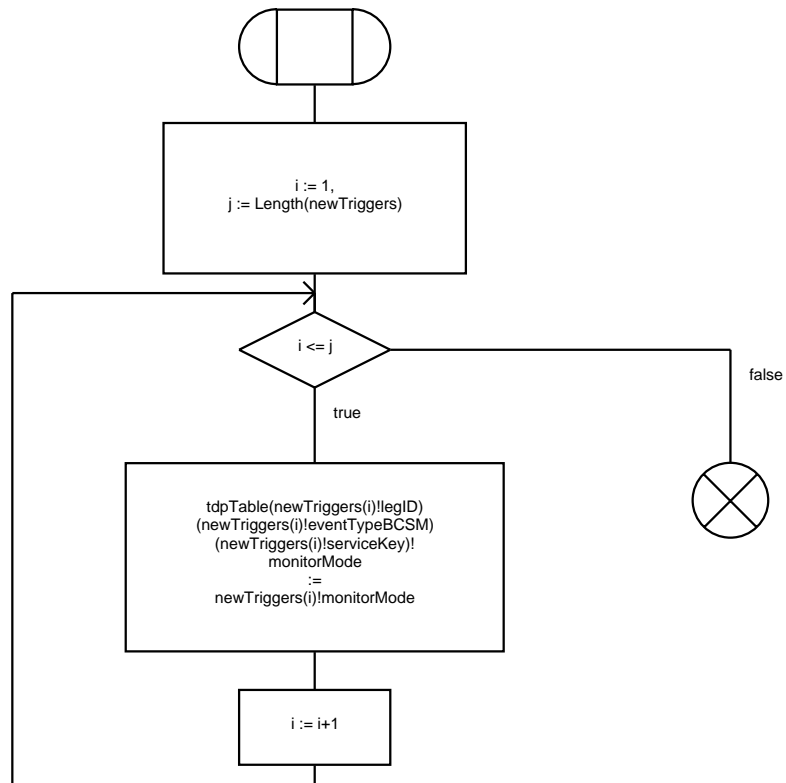 i := 1,
j := Length(newTriggers)
i <= j
false
true
tdpTable(newTriggers(i)!legID)
(newTriggers(i)!eventTypeBCSM)
(newTriggers(i)!serviceKey)!
monitorMode
:=
newTriggers(i)!monitorMode
i := i+1